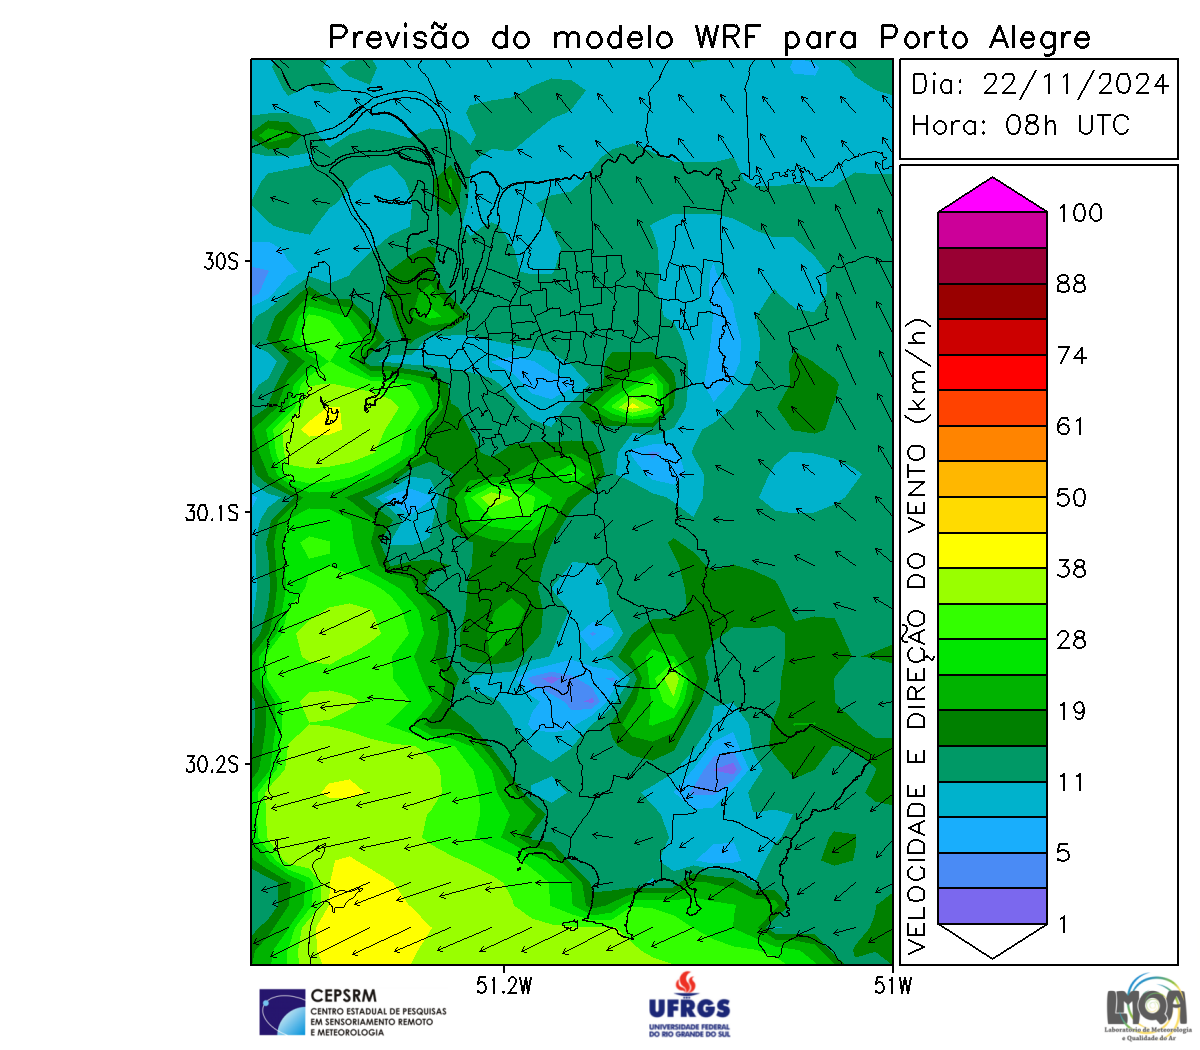 Previsão do modelo WRF para Porto Alegre
Dia: 22/11/2024
Hora: 08h UTC
30S
30.1S
30.2S
51.2W
51W
VELOCIDADE E DIREÇÃO DO VENTO (km/h)
100
88
74
61
50
38
28
19
11
5
1
CEPSRM
CENTRO ESTADUAL DE PESQUISAS
EM SENSORIAMENTO REMOTO
E METEOROLOGIA
UFRGS
UNIVERSIDADE FEDERAL
DO RIO GRANDE DO SUL
LMQA
Laboratório de Meteorologia
e Qualidade do Ar